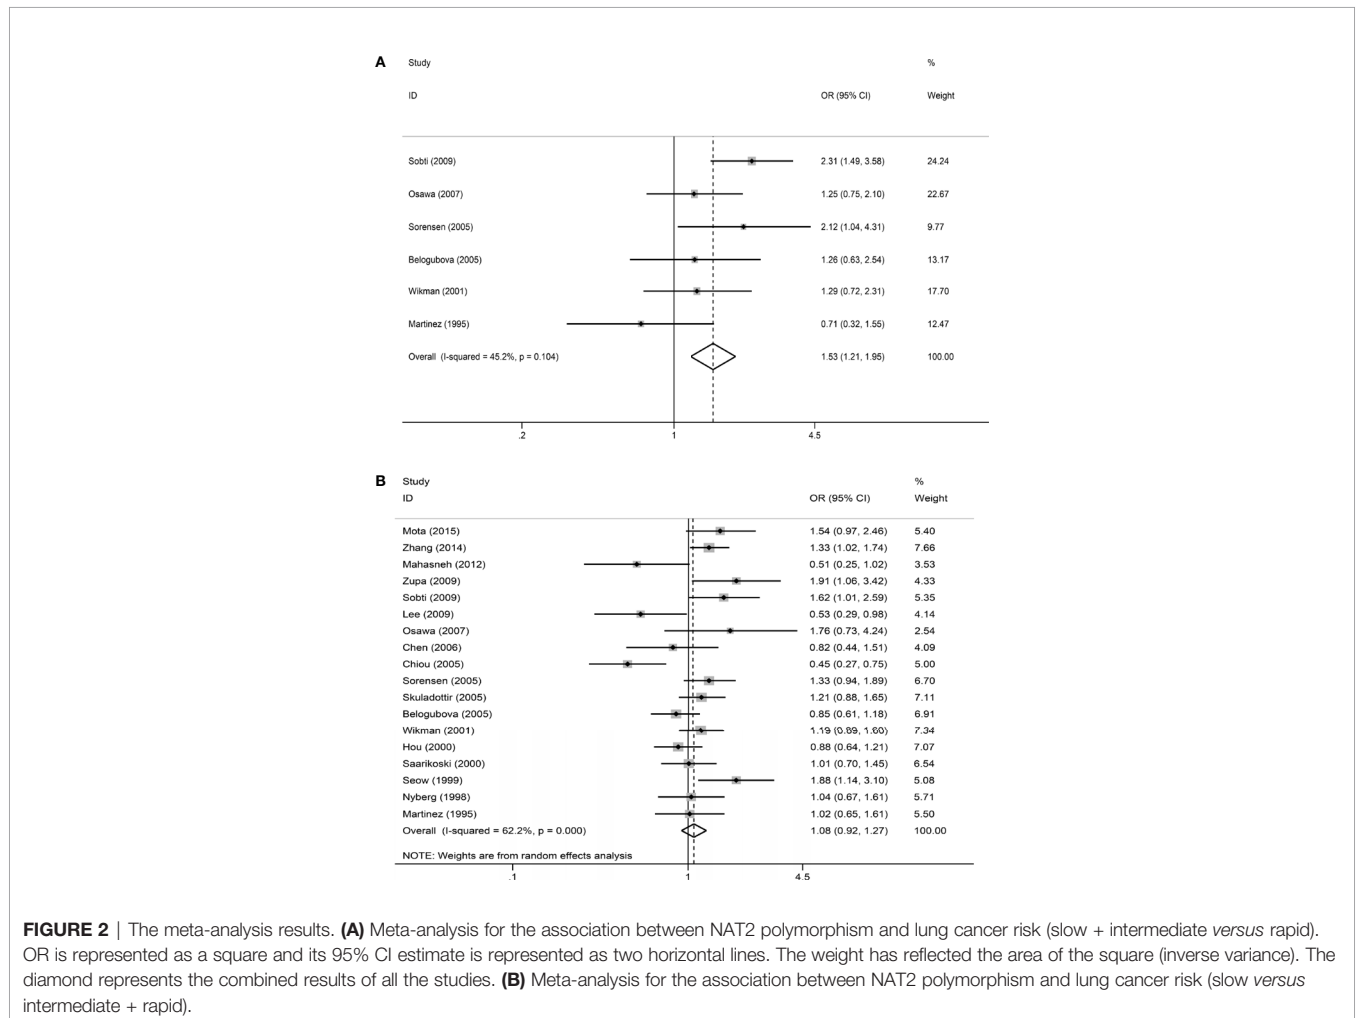 A Study %
ID OR (95% CI) Weight
Sobti (2009) 2.31 (1.49, 3.58) 24.24
Osawa (2007) 1.25 (0.75, 2.10) 22.67
Sorensen (2005) 2.12 (1.04, 4.31) 9.77
Belogubova (2005) 1.26 (0.63, 2.54) 13.17
Wikman (2001) 1.29 (0.72, 2.31) 17.70
Martinez (1995) 0.71 (0.32, 1.55) 12.47
Overall (I-squared = 45.2%, p = 0.104) 1.53 (1.21, 1.95) 100.00
.2 1 4.5
B Study %
ID OR (95% CI) Weight
Mota (2015) 1.54 (0.97, 2.46) 5.40
Zhang (2014) 1.33 (1.02, 1.74) 7.66
Mahasneh (2012) 0.51 (0.25, 1.02) 3.53
Zupa (2009) 1.91 (1.06, 3.42) 4.33
Sobti (2009) 1.62 (1.01, 2.59) 5.35
Lee (2009) 0.53 (0.29, 0.98) 4.14
Osawa (2007) 1.76 (0.73, 4.24) 2.54
Chen (2006) 0.82 (0.44, 1.51) 4.09
Chiou (2005) 0.45 (0.27, 0.75) 5.00
Sorensen (2005) 1.33 (0.94, 1.89) 6.70
Skuladottir (2005) 1.21 (0.88, 1.65) 7.11
Belogubova (2005) 0.85 (0.61, 1.18) 6.91
Wikman (2001) 1.19 (0.89, 1.60) 7.34
Hou (2000) 0.88 (0.64, 1.21) 7.07
Saarikoski (2000) 1.01 (0.70, 1.45) 6.54
Seow (1999) 1.88 (1.14, 3.10) 5.08
Nyberg (1998) 1.04 (0.67, 1.61) 5.71
Martinez (1995) 1.02 (0.65, 1.61) 5.50
Overall (I-squared = 62.2%, p = 0.000) 1.08 (0.92, 1.27) 100.00
NOTE: Weights are from random effects analysis
.1 1 4.5
FIGURE 2 | The meta-analysis results. (A) Meta-analysis for the association between NAT2 polymorphism and lung cancer risk (slow + intermediate versus rapid).
OR is represented as a square and its 95% CI estimate is represented as two horizontal lines. The weight has reflected the area of the square (inverse variance). The
diamond represents the combined results of all the studies. (B) Meta-analysis for the association between NAT2 polymorphism and lung cancer risk (slow versus
intermediate + rapid).